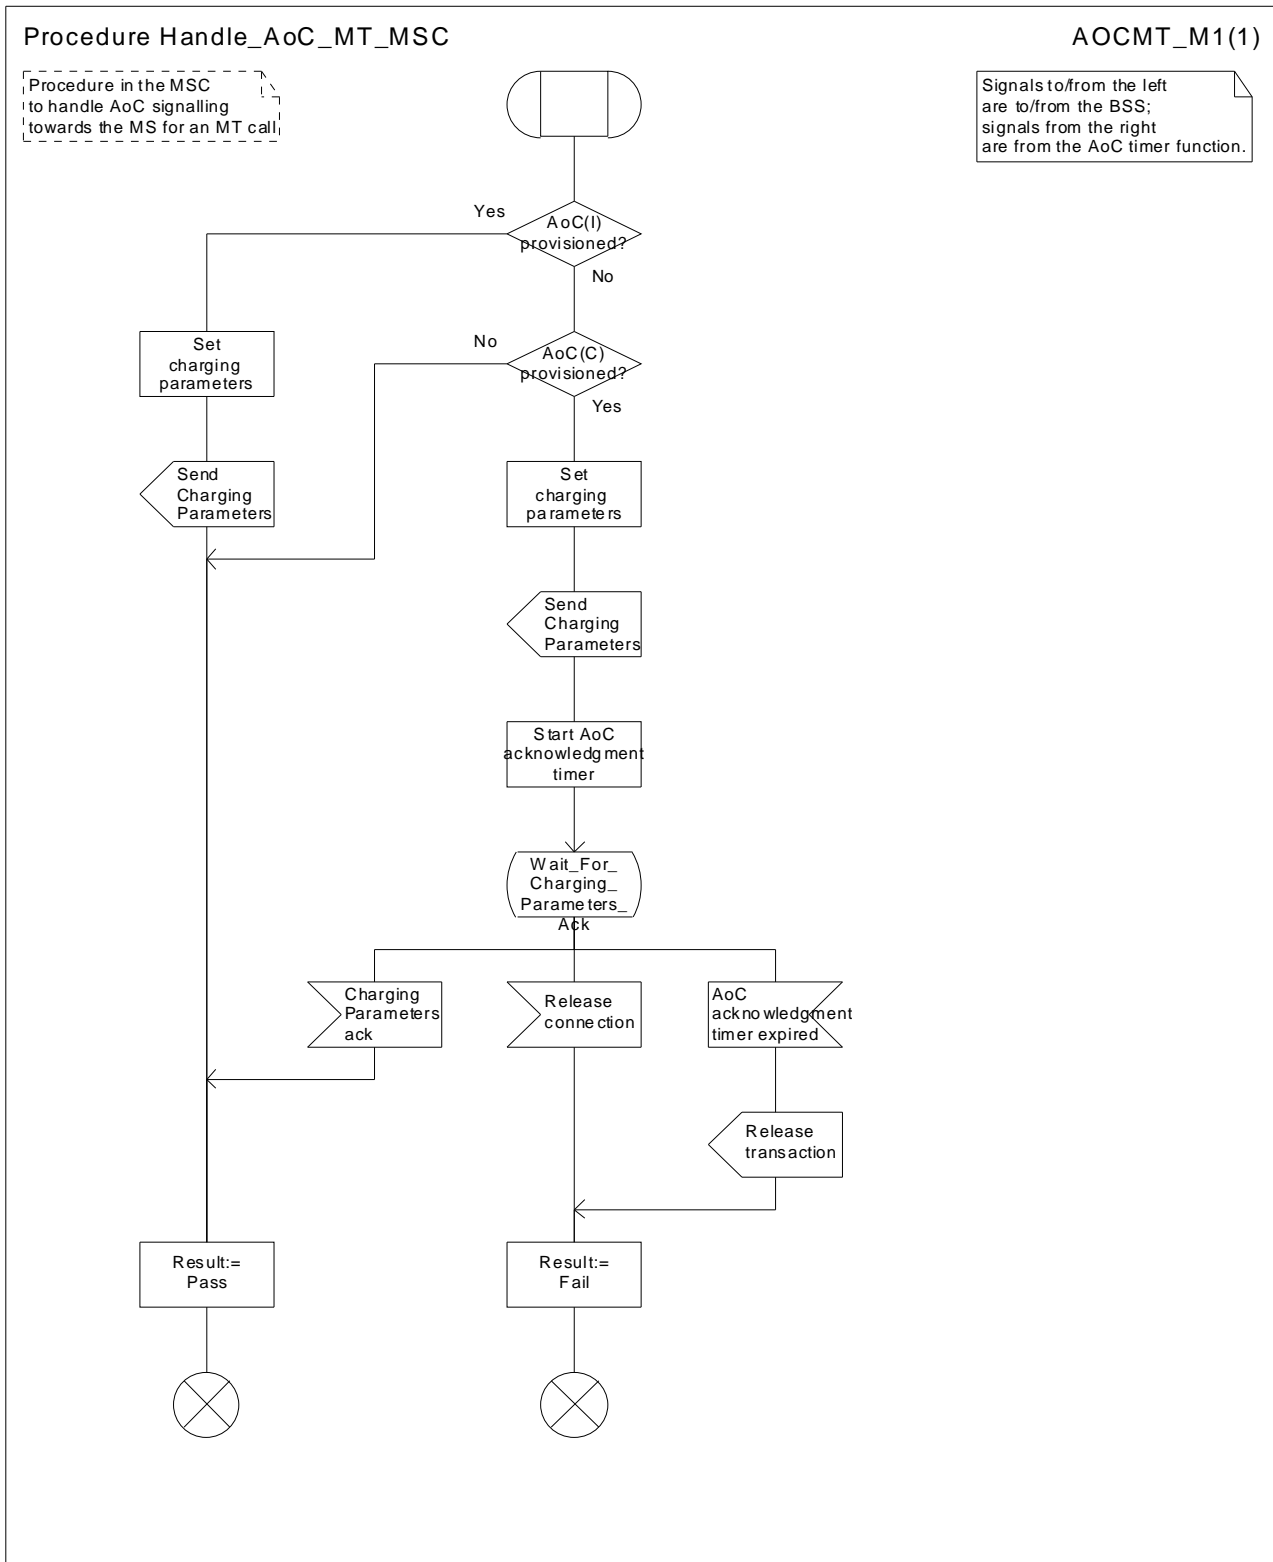 Procedure Handle_AoC_MT_MSC
AOCMT_M1(1)
Procedure in the MSC
to handle AoC signalling
towards the MS for an MT call
Signals to/from the left
are to/from the BSS;
signals from the right
are from the AoC timer function.
Yes
AoC(I)
provisioned?
No
No
AoC(C)
provisioned?
Yes
Set
charging
parameters
Send
Charging
Parameters
Set
charging
parameters
Send
Charging
Parameters
Start AoC
acknowledgment
timer
Wait_For_
Charging_
Parameters_
Ack
Charging
Parameters
ack
Release
connection
AoC
acknowledgment
timer expired
Release
transaction
Result:=
Pass
Result:=
Fail